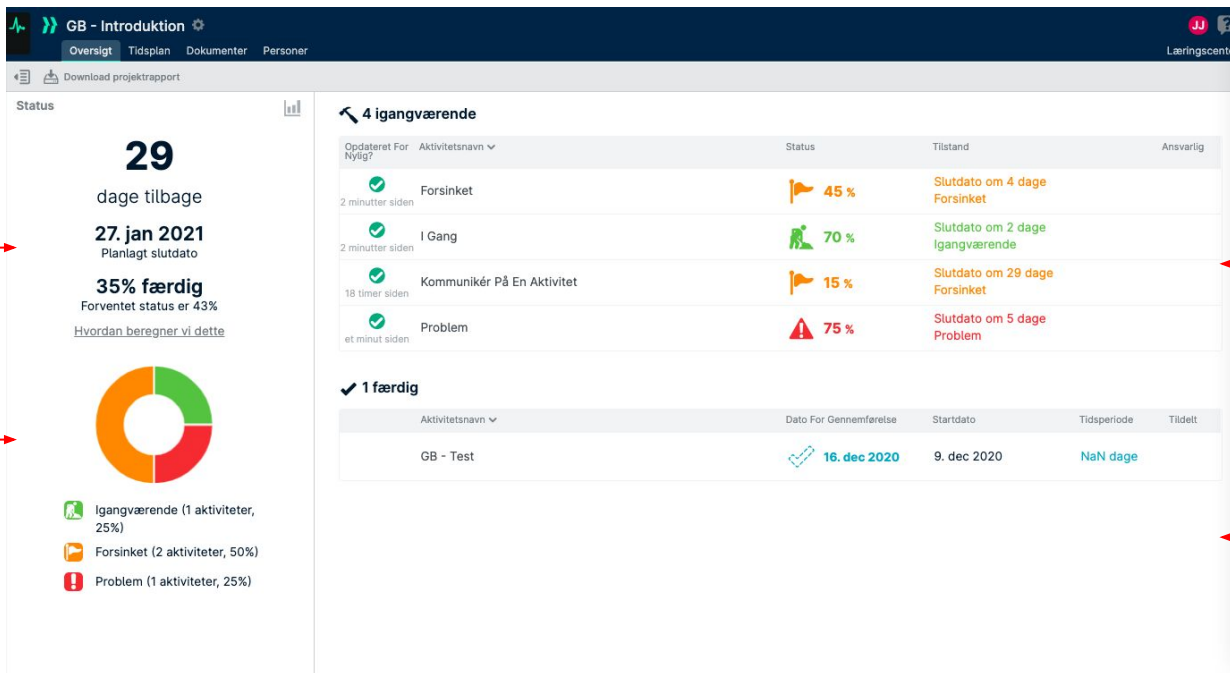 GB - Introduktion
JJ
Oversigt Tidsplan Dokumenter Personer
Download projektrapport
Status
29
dage tilbage
27. jan 2021
Planlagt slutdato
35% færdig
Forventet status er 43%
Hvordan beregner vi dette
Igangværende (1 aktiviteter,
25%)
Forsinket (2 aktiviteter, 50%)
Problem (1 aktiviteter, 25%)
4 igangværende
Opdateret For
Nylig? Aktivitetsnavn Status Tilstand Ansvarlig
2 minutter siden Forsinket 45 % Slutdato om 4 dage
Forsinket
2 minutter siden I Gang 70 % Slutdato om 2 dage
Igangværende
18 timer siden Kommunikér På En Aktivitet 15 % Slutdato om 29 dage
Forsinket
et minut siden Problem 75 % Slutdato om 5 dage
Problem
1 færdig
Aktivitetsnavn Dato For Gennemførelse Startdato Tidsperiode Tildelt
GB - Test 16. dec 2020 9. dec 2020 NaN dage